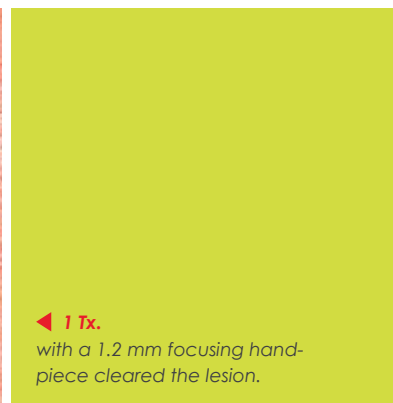 1 Tx.
with a 1.2 mm focusing hand-
piece cleared the lesion.